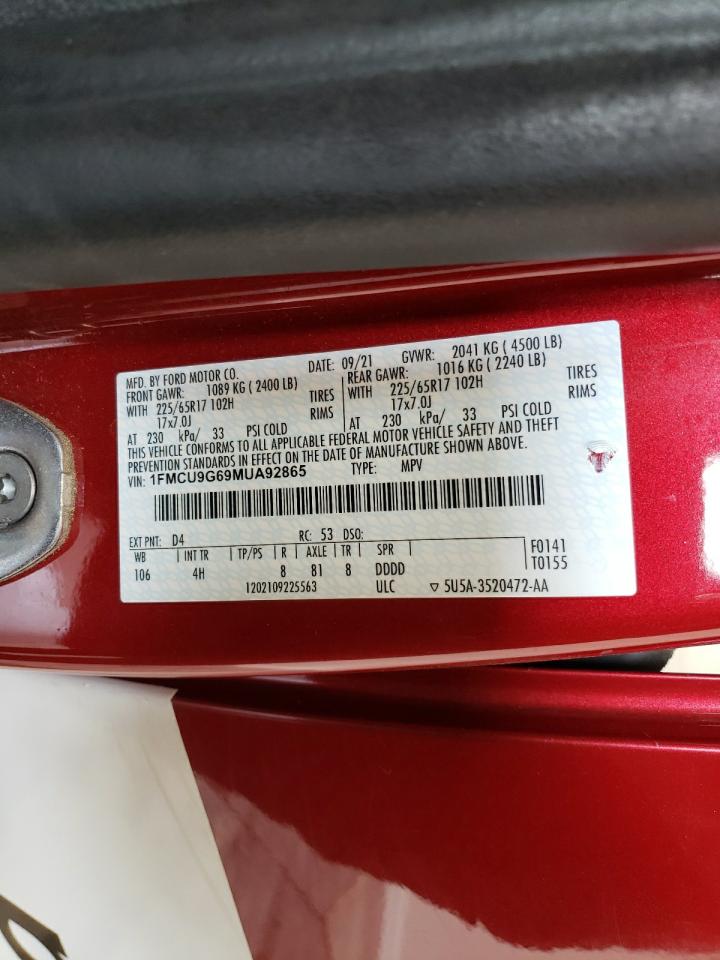 MFD. BY FORD MOTOR CO. DATE: 09/21 GVWR: 2041 KG ( 4500 LB)
FRONT GAWR: 1089 KG ( 2400 LB) REAR GAWR: 1016 KG ( 2240 LB)
WITH 225/65R17 102H TIRES WITH 225/65R17 102H TIRES
17x7.0J RIMS 17x7.0J RIMS
AT 230 kPa/ 33 PSI COLD AT 230 kPa/ 33 PSI COLD
THIS VEHICLE CONFORMS TO ALL APPLICABLE FEDERAL MOTOR VEHICLE SAFETY AND THEFT
PREVENTION STANDARDS IN EFFECT ON THE DATE OF MANUFACTURE SHOWN ABOVE.
VIN: 1FMCU9G69MUA92865 TYPE: MPV
EXT PNT: D4 RC: 53 DSO: F0141
WB INT TR TP/PS R AXLE TR SPR T0155
106 4H 8 81 8 DDDD
1202109225563 ULC ▽ 5U5A-3520472-AA